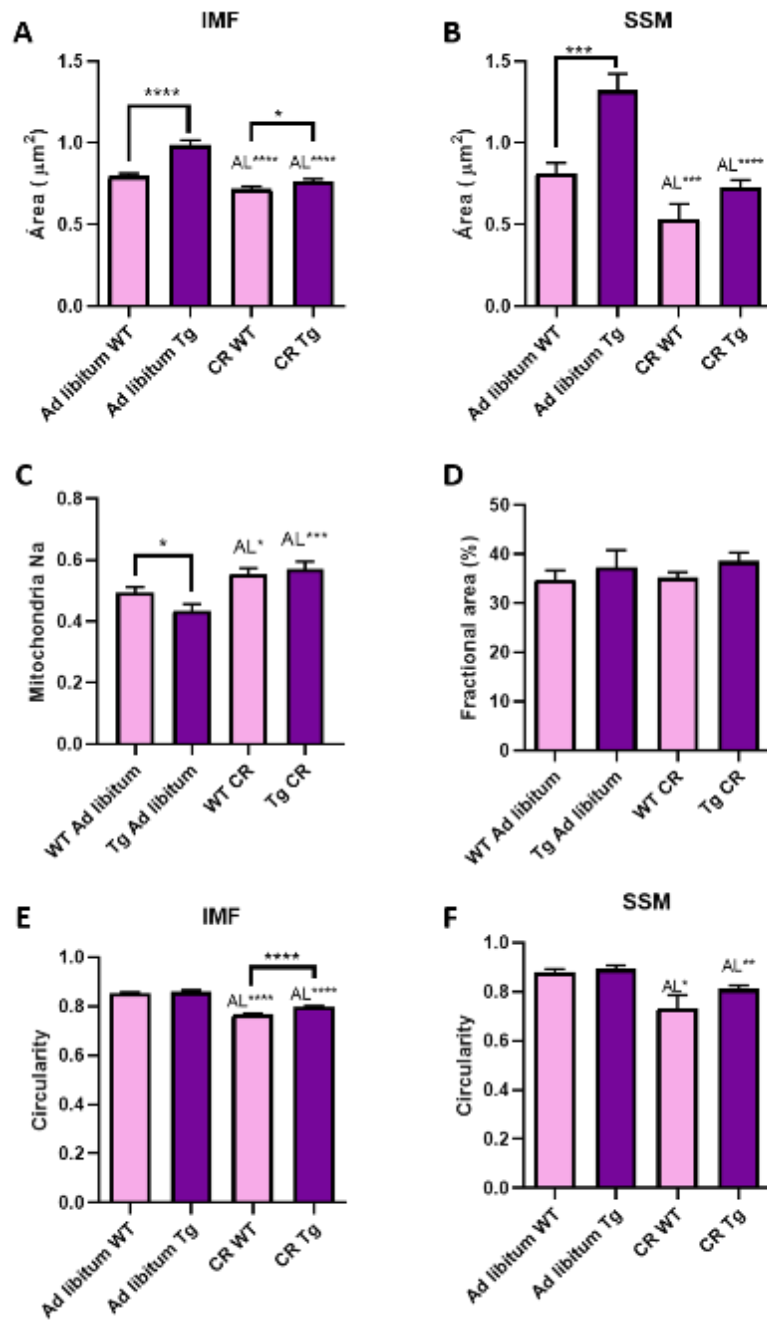 A
IMF
Área ( μm²)
1.5
1.0
0.5
0.0
****
*
AL****
AL****
Ad libitum WT
Ad libitum Tg
CR WT
CR Tg
B
SSM
Área ( μm²)
1.5
1.0
0.5
0.0
***
AL***
AL****
Ad libitum WT
Ad libitum Tg
CR WT
CR Tg
C
Mitochondria Na
0.8
0.6
0.4
0.2
0.0
*
AL*
AL***
WT Ad libitum
Tg Ad libitum
WT CR
Tg CR
D
Fractional area (%)
50
40
30
20
10
0
WT Ad libitum
Tg Ad libitum
WT CR
Tg CR
E
IMF
Circularity
1.0
0.8
0.6
0.4
0.2
0.0
****
AL****
AL****
Ad libitum WT
Ad libitum Tg
CR WT
CR Tg
F
SSM
Circularity
1.0
0.8
0.6
0.4
0.2
0.0
AL*
AL**
Ad libitum WT
Ad libitum Tg
CR WT
CR Tg